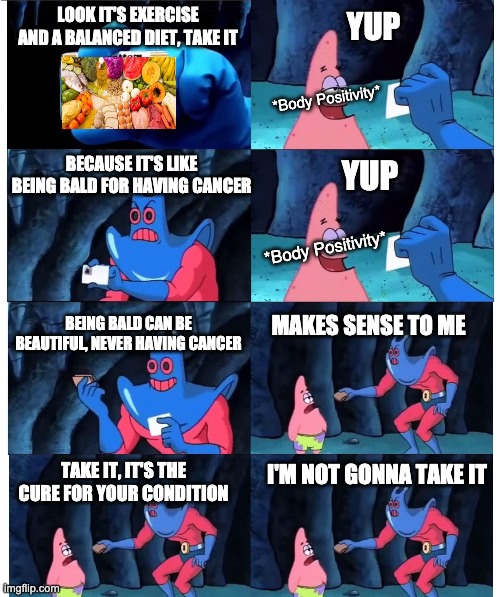 LOOK IT'S EXERCISE
AND A BALANCED DIET, TAKE IT
YUP
*Body Positivity*
BECAUSE IT'S LIKE
BEING BALD FOR HAVING CANCER
YUP
*Body Positivity*
BEING BALD CAN BE
BEAUTIFUL, NEVER HAVING CANCER
MAKES SENSE TO ME
TAKE IT, IT'S THE
CURE FOR YOUR CONDITION
I'M NOT GONNA TAKE IT
imgflip.com